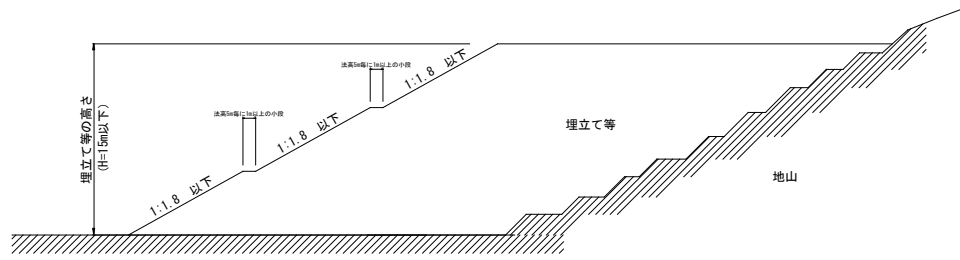 法高5m毎に1m以上の小段
1:1.8 以下
法高5m毎に1m以上の小段
1:1.8 以下
埋立て等
埋立て等の高さ
(H=15m以下)
地山
1:1.8 以下